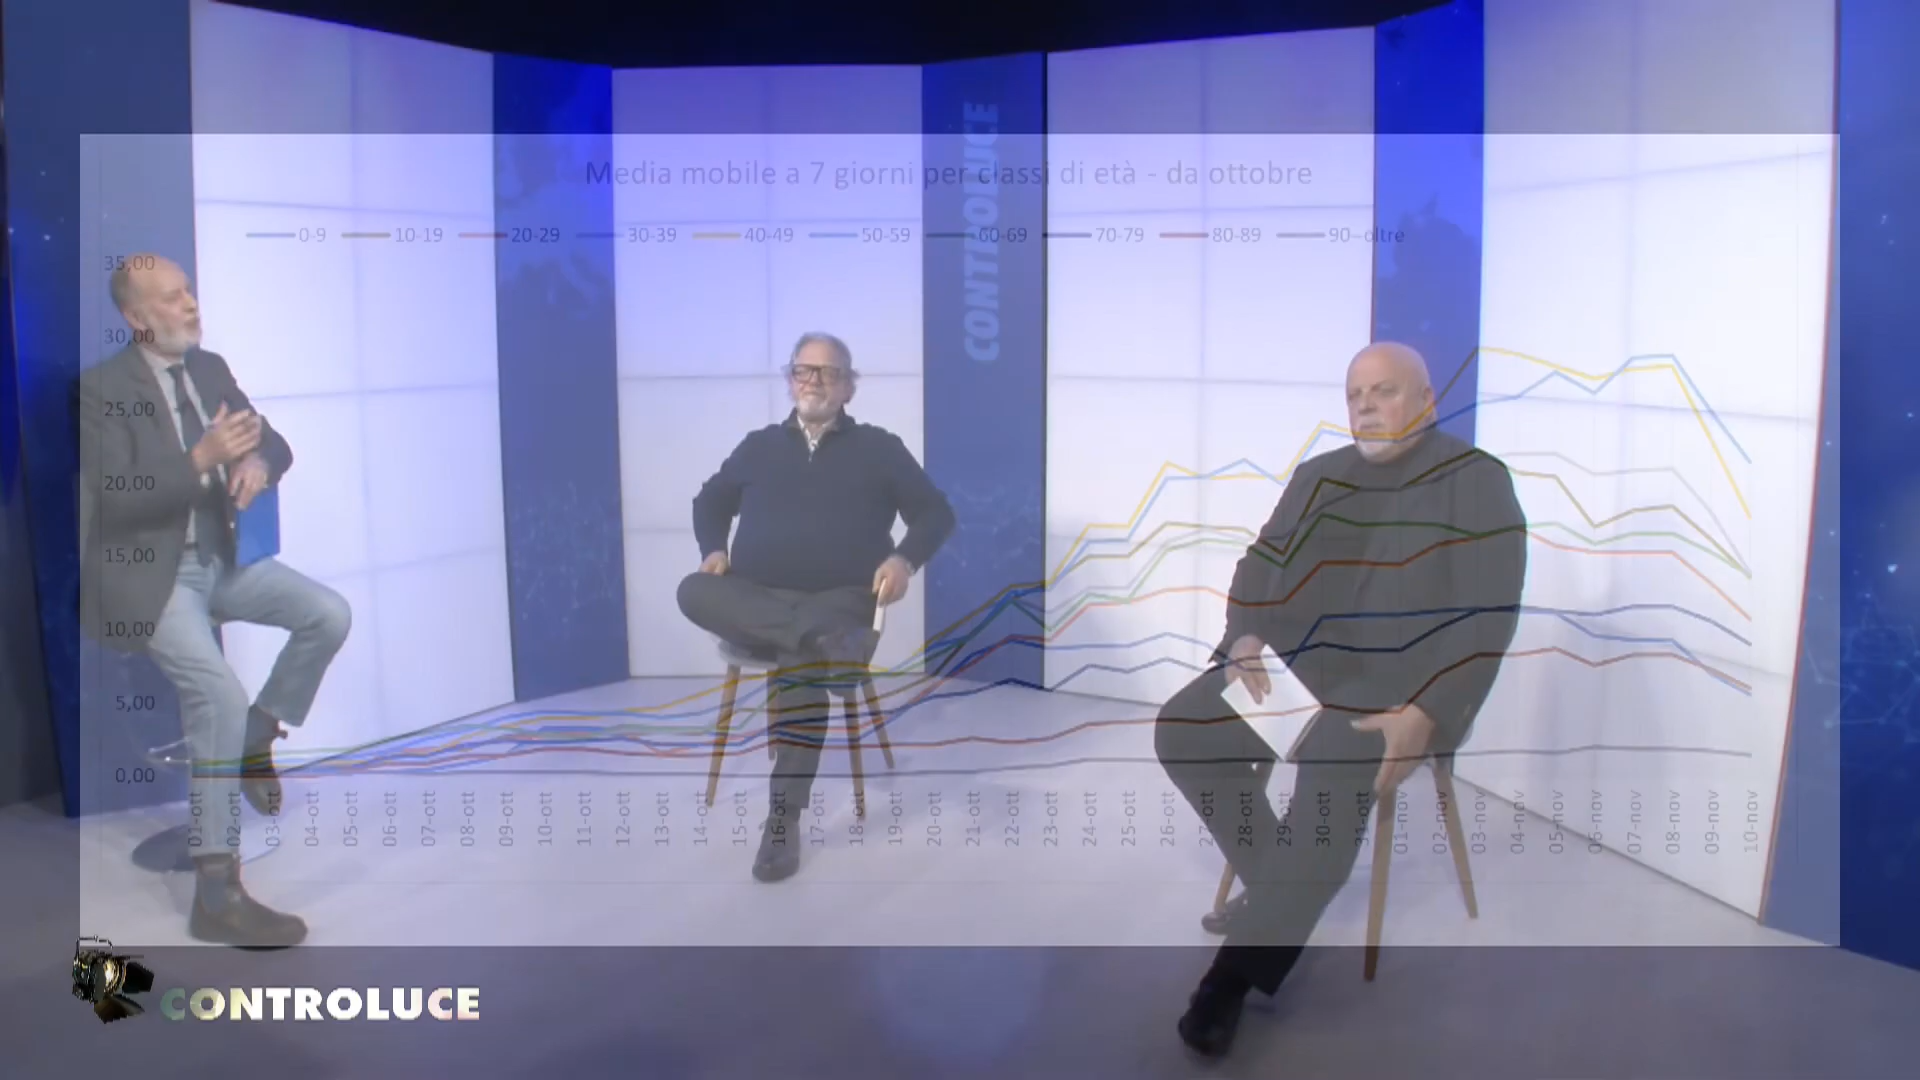 Media mobile a 7 giorni per classi di età - da ottobre
0-9 10-19 20-29 30-39 40-49 50-59 60-69 70-79 80-89 90-oltre
CONTROLUCE
35,00
30,00
25,00
20,00
15,00
10,00
5,00
0,00
01-ott 02-ott 03-ott 04-ott 05-ott 06-ott 07-ott 08-ott 09-ott 10-ott 11-ott 12-ott 13-ott 14-ott 15-ott 16-ott 17-ott 18-ott 19-ott 20-ott 21-ott 22-ott 23-ott 24-ott 25-ott 26-ott 27-ott 28-ott 29-ott 30-ott 31-ott 01-nov 02-nov 03-nov 04-nov 05-nov 06-nov 07-nov 08-nov 09-nov 10-nov
CONTROLUCE